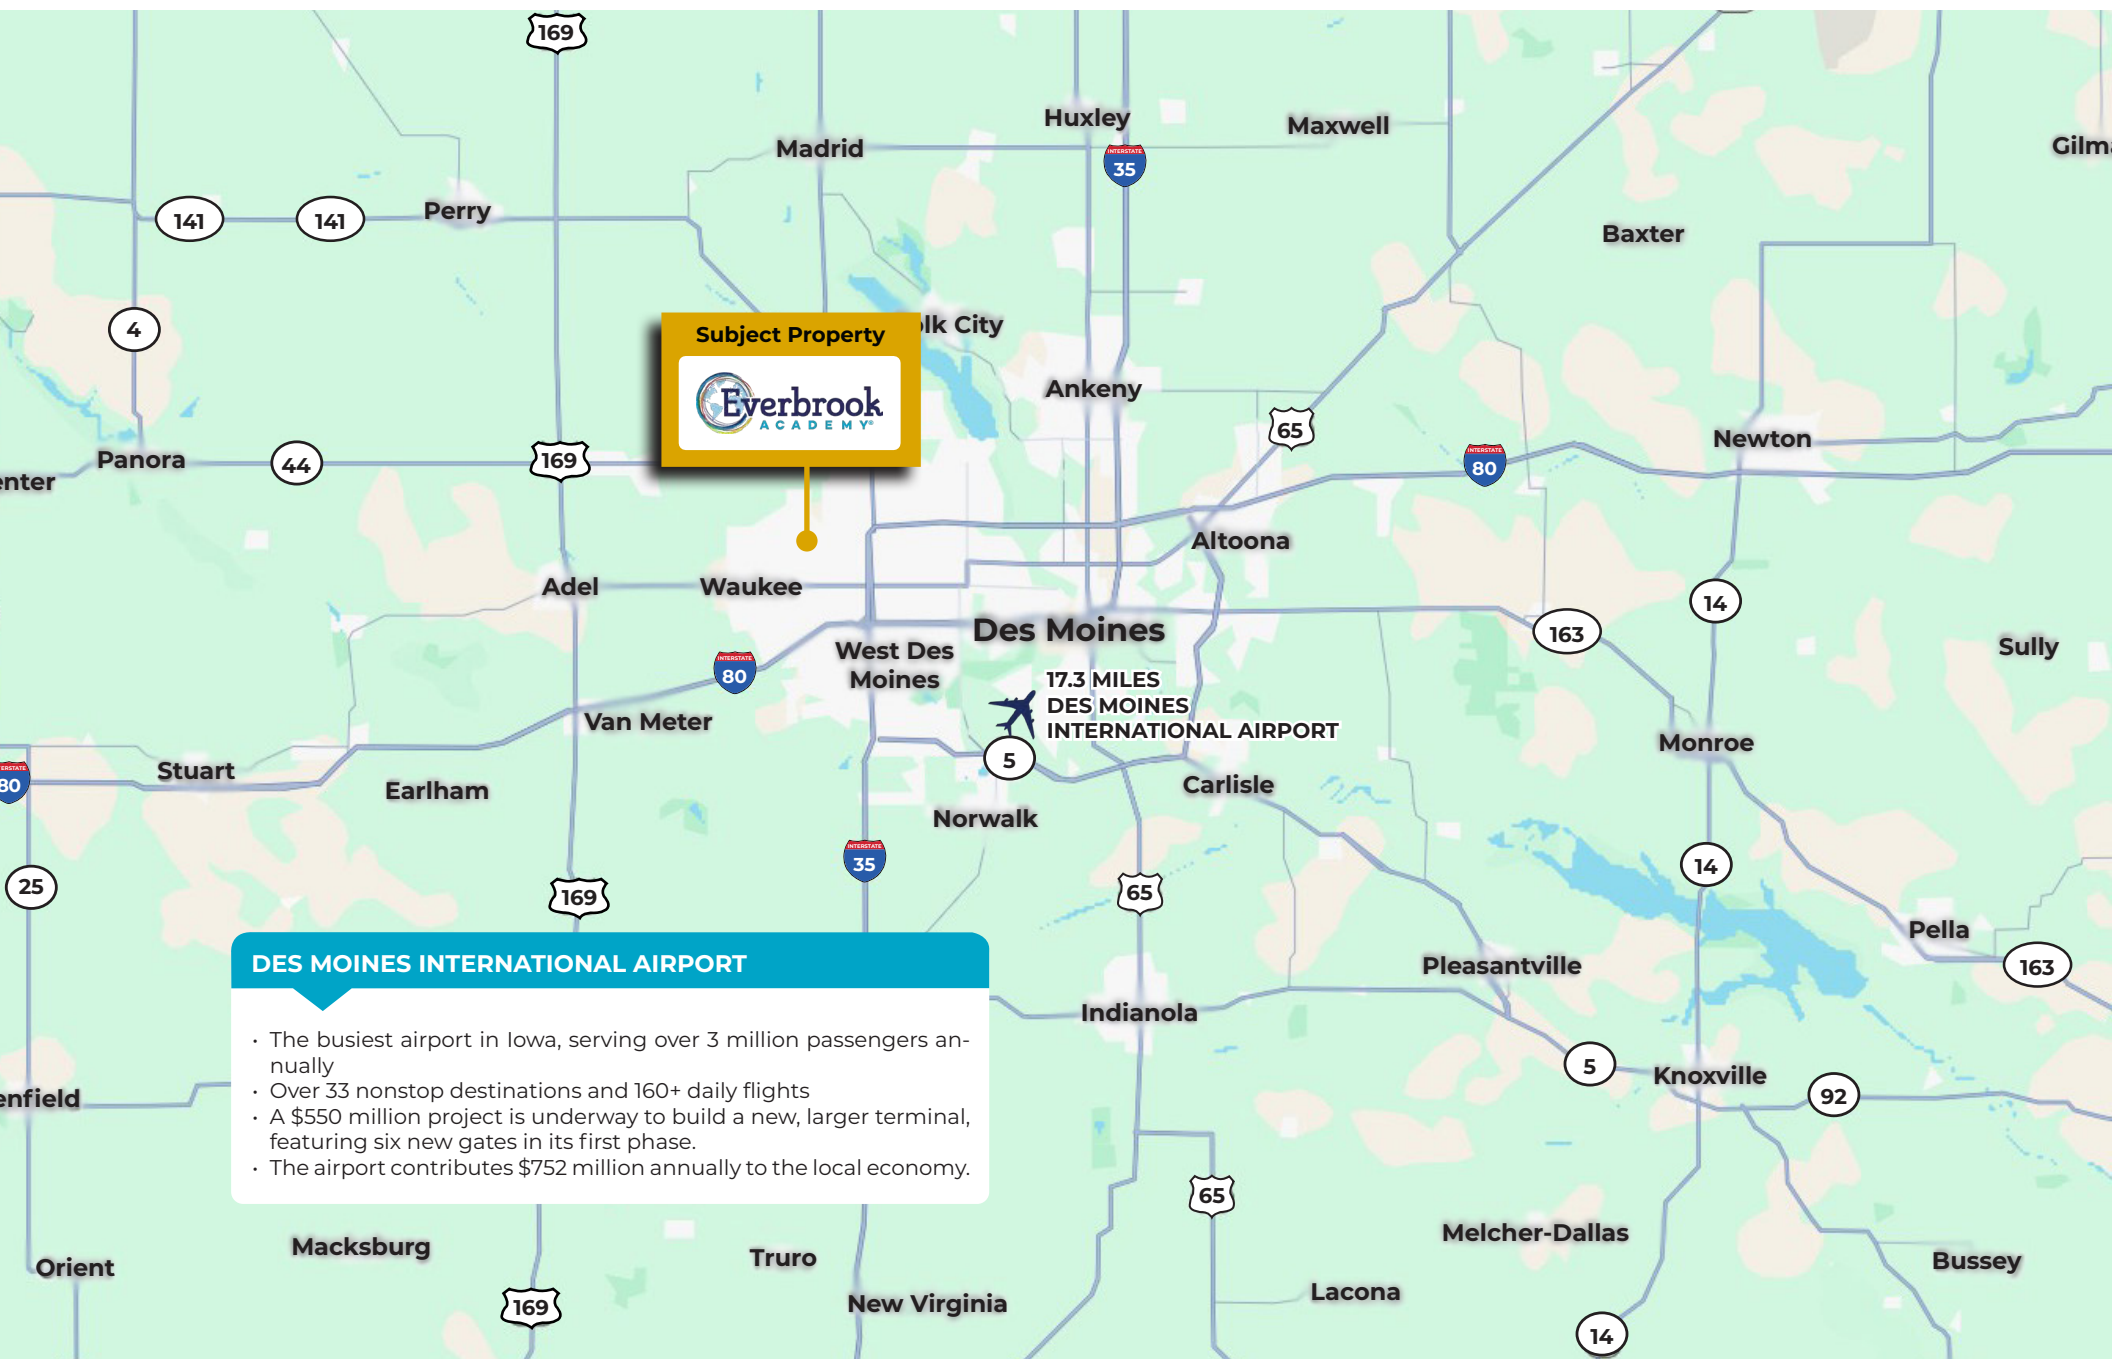 169
Huxley
Maxwell
Madrid
Gilm
INTERSTATE
35
141
141
Perry
Baxter
4
Subject Property
lk City
Everbrook
ACADEMY®
Ankeny
65
Newton
Panora
44
169
INTERSTATE
80
enter
Altoona
Adel
Waukee
14
Des Moines
163
West Des
Moines
Sully
INTERSTATE
80
17.3 MILES
DES MOINES
INTERNATIONAL AIRPORT
Van Meter
Monroe
5
Stuart
ERSTATE
80
Earlham
Carlisle
Norwalk
INTERSTATE
35
14
25
169
65
Pella
DES MOINES INTERNATIONAL AIRPORT
Pleasantville
163
Indianola
• The busiest airport in Iowa, serving over 3 million passengers an-
nually
• Over 33 nonstop destinations and 160+ daily flights
• A $550 million project is underway to build a new, larger terminal,
featuring six new gates in its first phase.
• The airport contributes $752 million annually to the local economy.
5
Knoxville
92
enfield
65
Melcher-Dallas
Macksburg
Truro
Bussey
Orient
Lacona
169
New Virginia
14